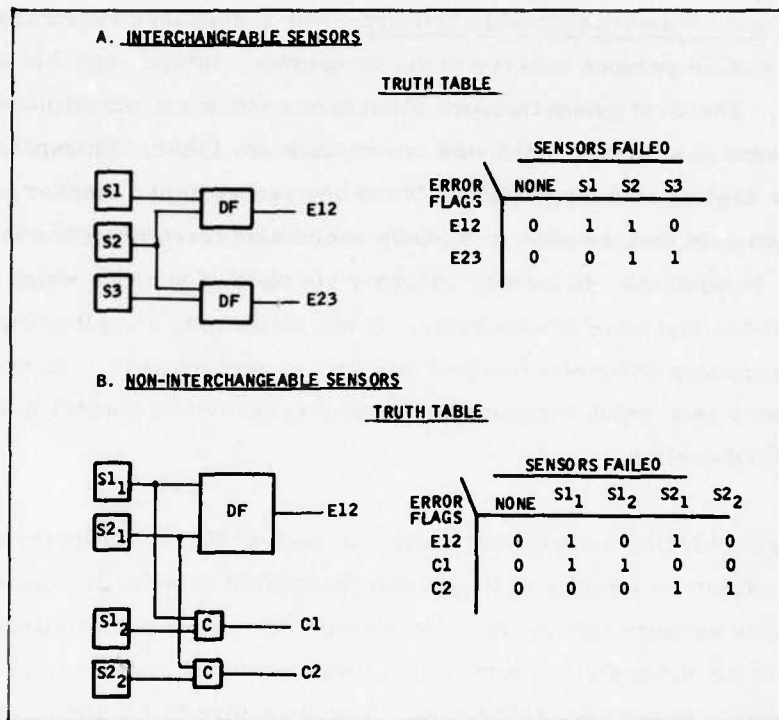 A. INTERCHANGEABLE SENSORS
TRUTH TABLE
SENSORS FAILEO
ERROR FLAGS NONE S1 S2 S3
E12 0 1 1 0
E23 0 0 1 1
S1
S2
S3
DF
E12
DF
E23
B. NON-INTERCHANGEABLE SENSORS
TRUTH TABLE
SENSORS FAILEO
ERROR FLAGS NONE S1₁ S1₂ S2₁ S2₂
E12 0 1 0 0 0
C1 0 1 1 0 0
C2 0 0 0 1 1
S1₁
S2₁
S1₂
S2₂
DF
E12
C
C1
C
C2